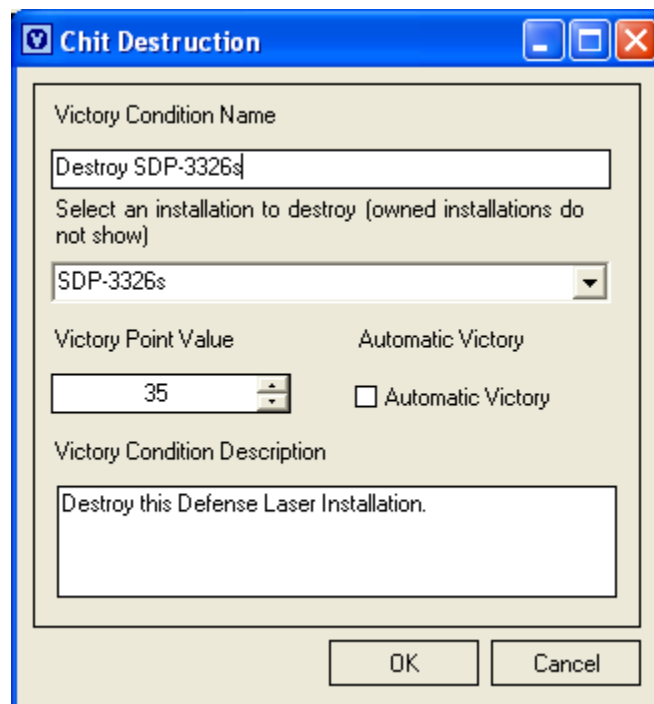 Chit Destruction
Victory Condition Name
Destroy SDP-3326s
Select an installation to destroy (owned installations do
not show)
SDP-3326s
Victory Point Value
Automatic Victory
35
Automatic Victory
Victory Condition Description
Destroy this Defense Laser Installation.
OK
Cancel